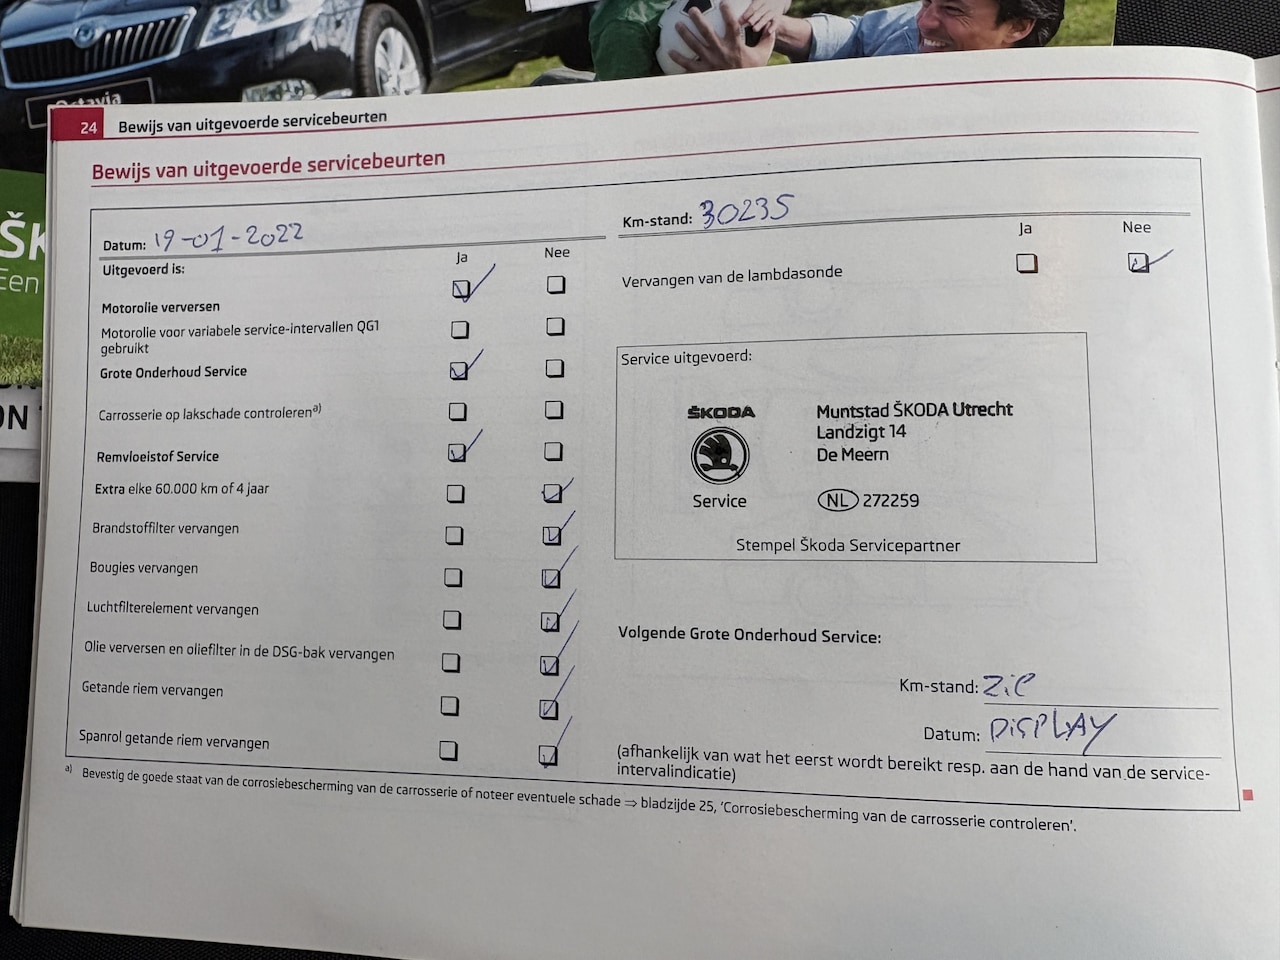 Octavia
24 Bewijs van uitgevoerde servicebeurten
Bewijs van uitgevoerde servicebeurten
Datum: 19-01-2022
Km-stand: 30235
Ja Nee
Uitgevoerd is:
Motorolie verversen
Motorolie voor variabele service-intervallen QG1
gebruikt
Grote Onderhoud Service
Carrosserie op lakschade controleren a)
Remvloeistof Service
Extra elke 60.000 km of 4 jaar
Brandstoffilter vervangen
Bougies vervangen
Luchtfilterelement vervangen
Olie verversen en oliefilter in de DSG-bak vervangen
Getande riem vervangen
Spanrol getande riem vervangen
Ja Nee
Vervangen van de lambdasonde
Service uitgevoerd:
ŠKODA
Service
Muntstad ŠKODA Utrecht
Landzigt 14
De Meern
NL 272259
Stempel Škoda Servicepartner
Volgende Grote Onderhoud Service:
Km-stand: Zie
Datum: DISPLAY
(afhankelijk van wat het eerst wordt bereikt resp. aan de hand van de service-
intervalindicatie)
a) Bevestig de goede staat van de corrosiebescherming van de carrosserie of noteer eventuele schade ⇒ bladzijde 25, 'Corrosiebescherming van de carrosserie controleren'.
ŠK
Een
ON